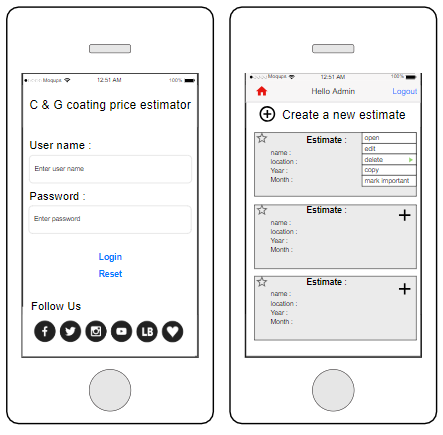 Moqups 12:51 AM 100%
C & G coating price estimator
User name :
Enter user name
Password :
Enter password
Login
Reset
Follow Us
f
LB
Moqups 12:51 AM 100%
Hello Admin Logout
Create a new estimate
Estimate :
name :
location :
Year :
Month :
open
edit
delete
copy
mark important
Estimate :
name :
location :
Year :
Month :
Estimate :
name :
location :
Year :
Month :